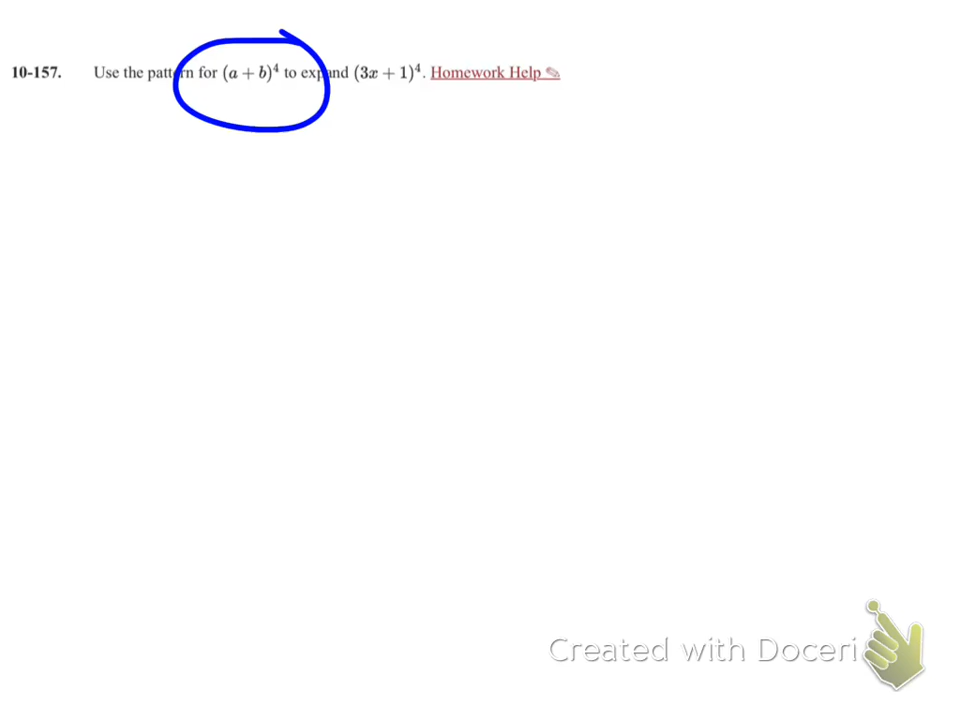 10-157. Use the pattern for (a + b)⁴ to expand (3x + 1)⁴. Homework Help ✎
Created with Doceri